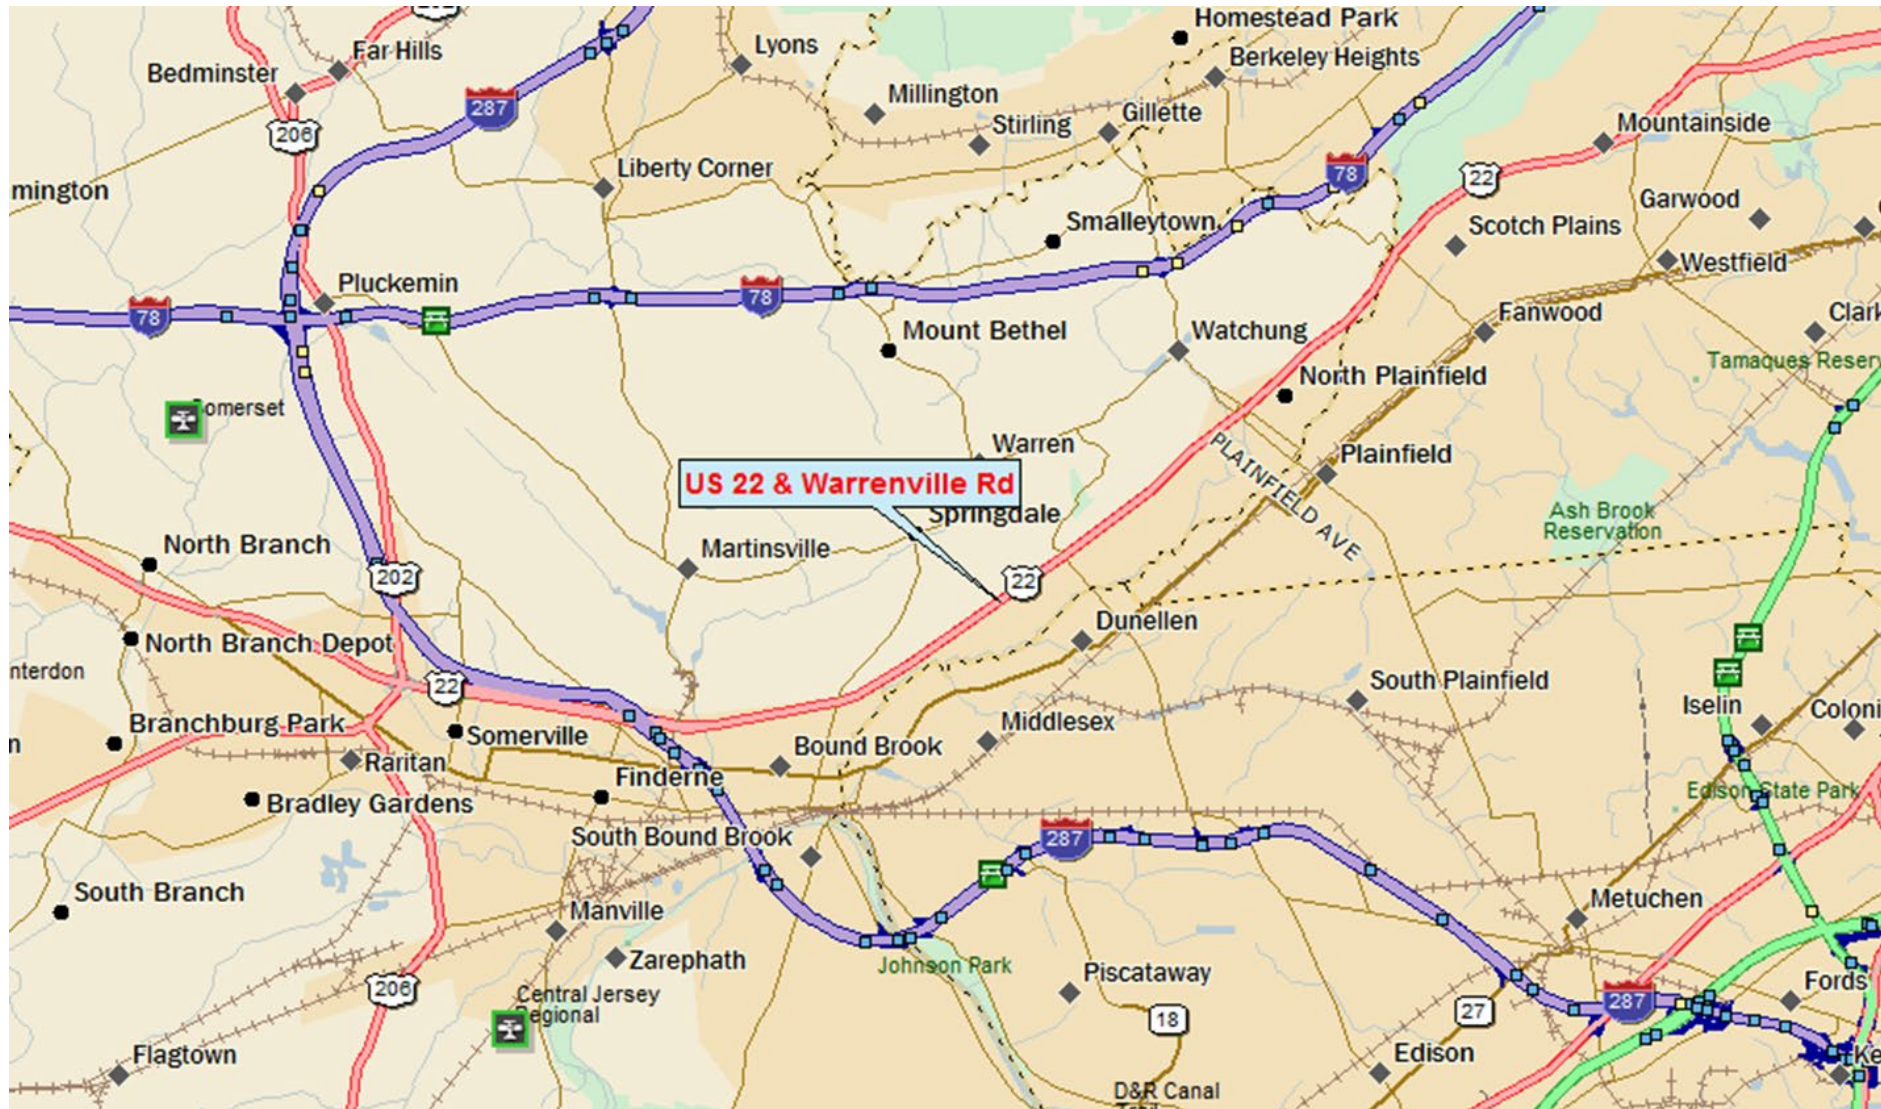 Homestead Park
Far Hills
Lyons
Berkeley Heights
Bedminster
287
Millington
Gillette
206
Stirling
Mountainside
Liberty Corner
78
22
mington
Garwood
Smalleytown
Scotch Plains
Westfield
Pluckemin
78
78
Fanwood
Clark
Mount Bethel
Watchung
Tamaques Reserv
North Plainfield
Somerset
Warren
PLAINFIELD AVE
Plainfield
US 22 & Warrenville Rd
Springdale
Ash Brook
Reservation
North Branch
Martinsville
202
22
Dunellen
North Branch Depot
nterdon
22
South Plainfield
Iselin
Coloni
Branchburg Park
Middlesex
n
Somerville
Bound Brook
Raritan
Finderne
Edison State Park
Bradley Gardens
South Bound Brook
287
South Branch
Metuchen
Manville
Zarephath
Johnson Park
Piscataway
Fords
206
Central Jersey
Regional
18
27
287
Flagtown
Edison
Ke
D&R Canal